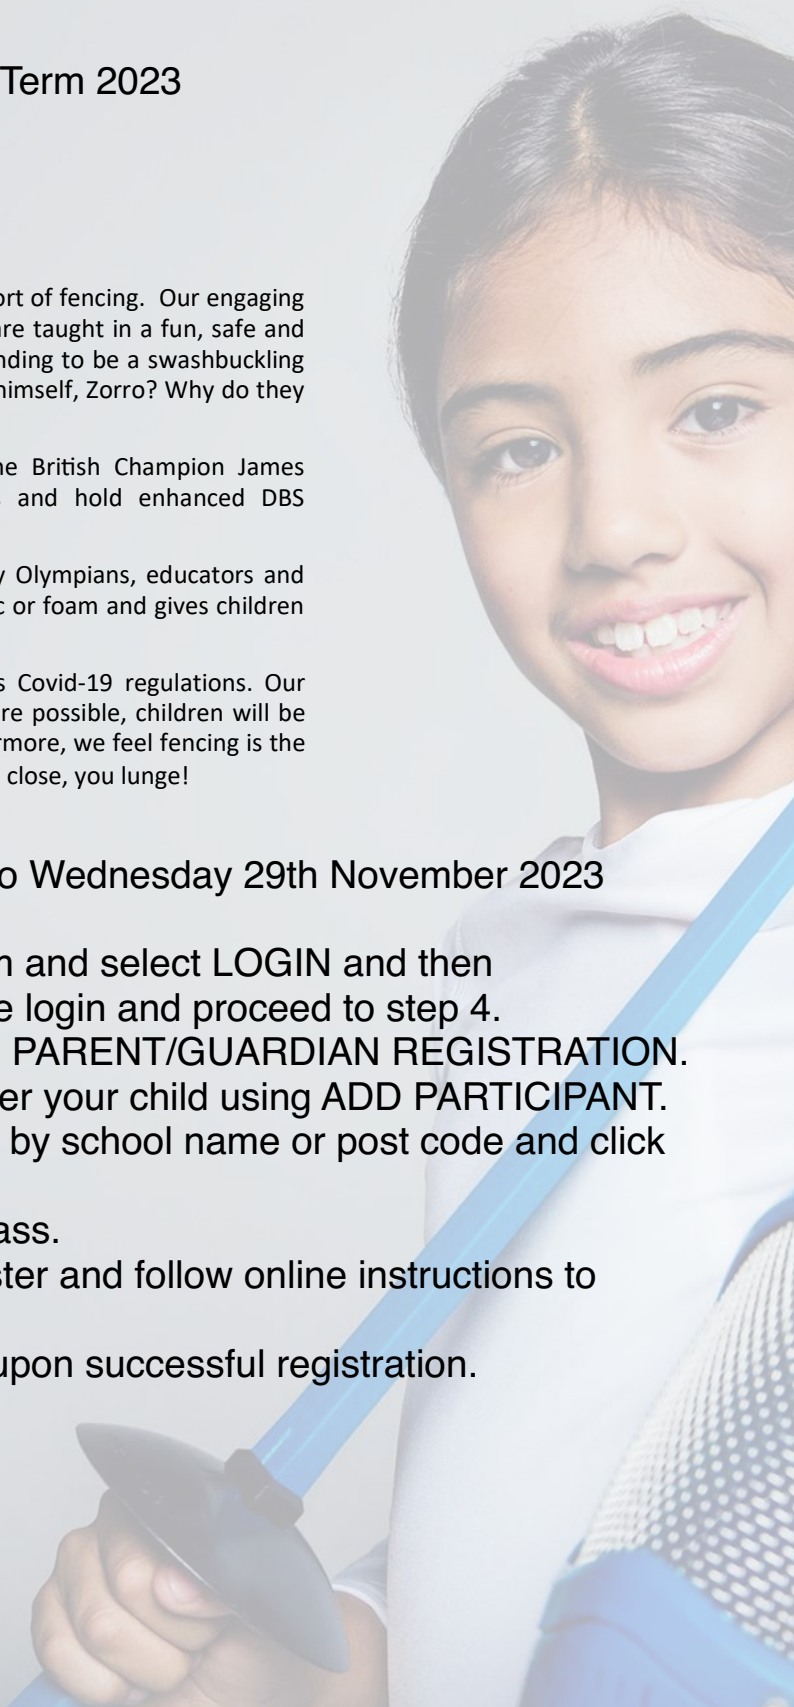 Term 2023
ort of fencing. Our engaging
re taught in a fun, safe and
nding to be a swashbuckling
himself, Zorro? Why do they
he British Champion James
and hold enhanced DBS
y Olympians, educators and
c or foam and gives children
s Covid-19 regulations. Our
re possible, children will be
rmore, we feel fencing is the
close, you lunge!
o Wednesday 29th November 2023
and select LOGIN and then
e login and proceed to step 4.
PARENT/GUARDIAN REGISTRATION.
er your child using ADD PARTICIPANT.
by school name or post code and click
ass.
ster and follow online instructions to
upon successful registration.